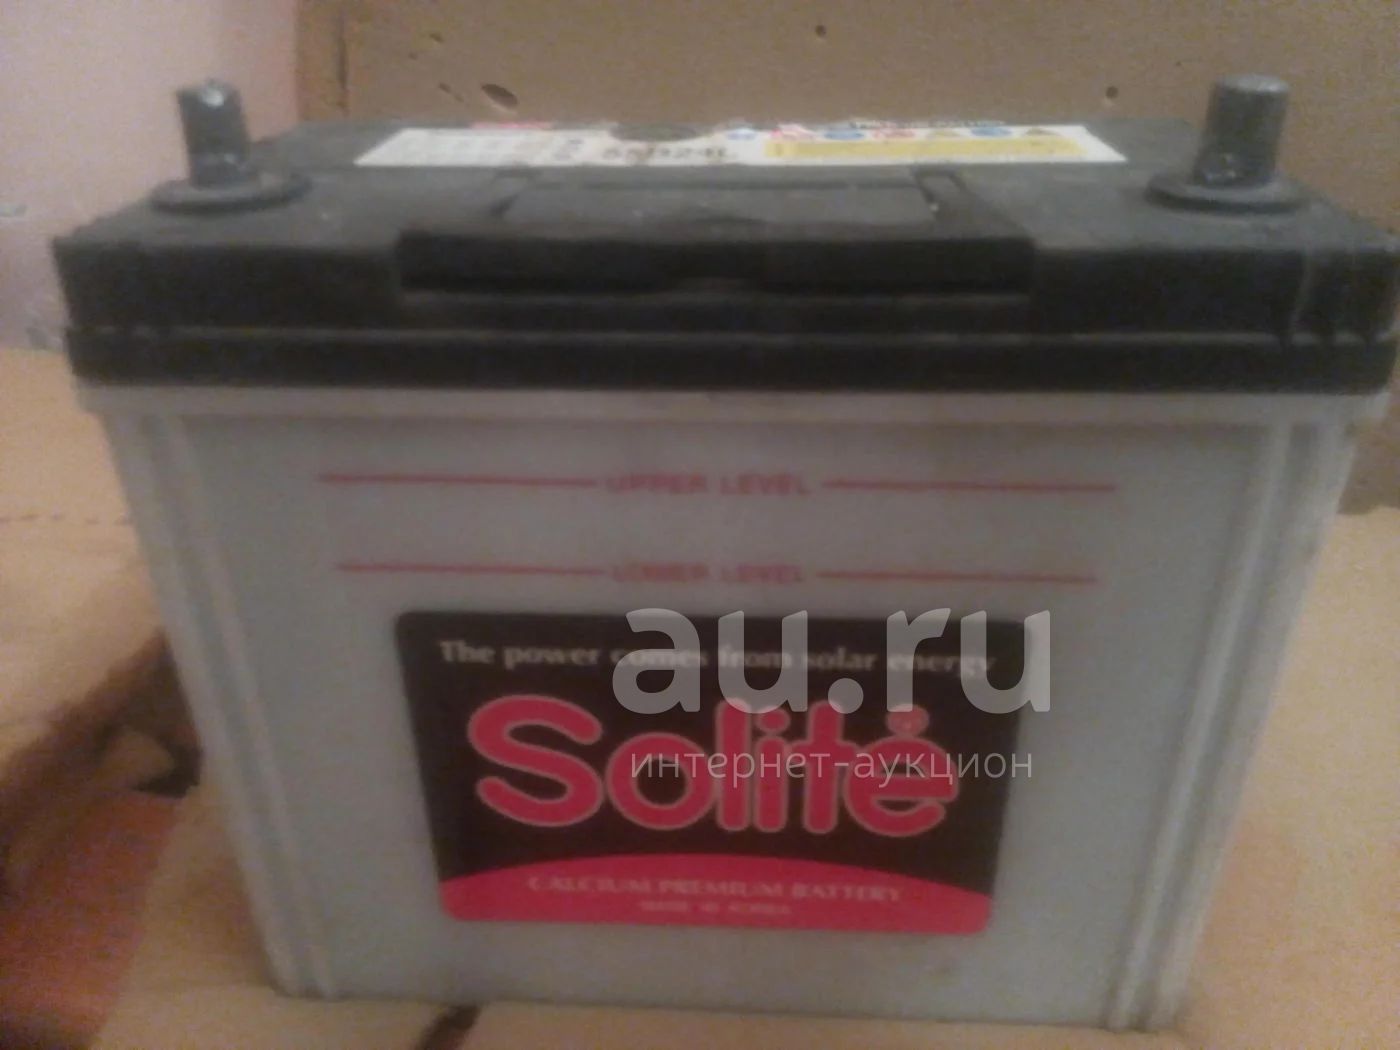 UPPER LEVEL
LOWER LEVEL
The power comes from solar energy
Solite
CALCIUM PREMIUM BATTERY
MADE IN KOREA
au.ru
интернет-аукцион